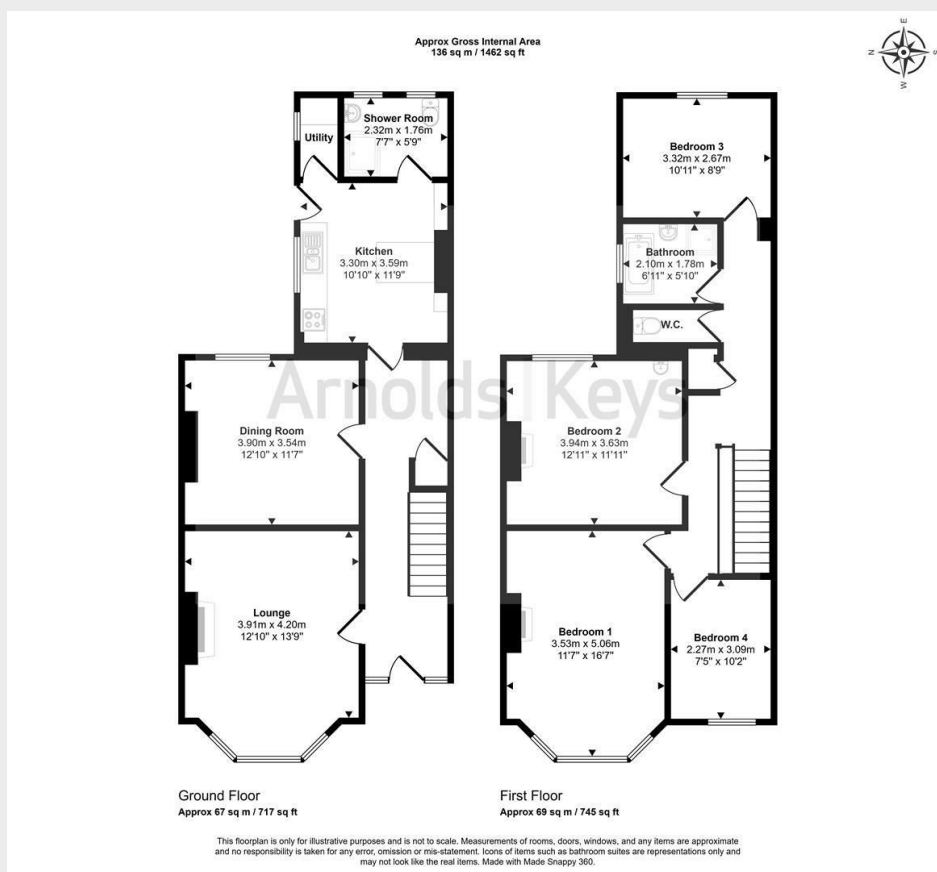 Approx Gross Internal Area
136 sq m / 1462 sq ft
E
N
S
W
Utility
Shower Room
2.32m x 1.76m
7'7" x 5'9"
Kitchen
3.30m x 3.59m
10'10" x 11'9"
Dining Room
3.90m x 3.54m
12'10" x 11'7"
Lounge
3.91m x 4.20m
12'10" x 13'9"
Bedroom 3
3.32m x 2.67m
10'11" x 8'9"
Bathroom
2.10m x 1.78m
6'11" x 5'10"
W.C.
Arnolds Keys
Bedroom 2
3.94m x 3.63m
12'11" x 11'11"
Bedroom 1
3.53m x 5.06m
11'7" x 16'7"
Bedroom 4
2.27m x 3.09m
7'5" x 10'2"
Ground Floor
Approx 67 sq m / 717 sq ft
First Floor
Approx 69 sq m / 745 sq ft
This floorplan is only for illustrative purposes and is not to scale. Measurements of rooms, doors, windows, and any items are approximate
and no responsibility is taken for any error, omission or mis-statement. Icons of items such as bathroom suites are representations only and
may not look like the real items. Made with Made Snappy 360.